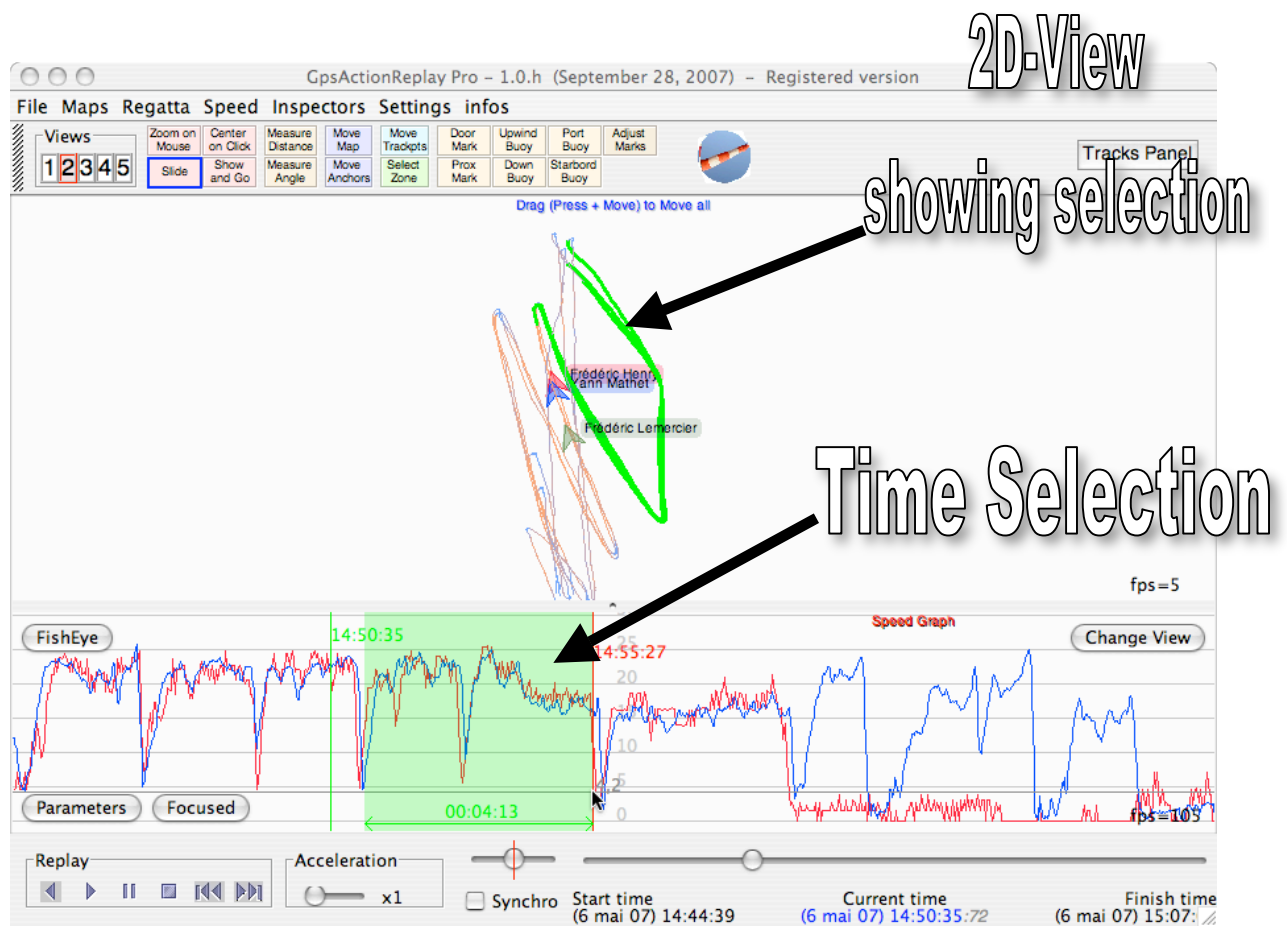 2D-View
GpsActionReplay Pro – 1.0.h (September 28, 2007) – Registered version
File Maps Regatta Speed Inspectors Settings infos
Views
1 2 3 4 5
Zoom on Mouse
Center on Click
Measure Distance
Move Map
Move Trackpts
Door Mark
Upwind Buoy
Port Buoy
Adjust Marks
Slide
Show and Go
Measure Angle
Move Anchors
Select Zone
Prox Mark
Down Buoy
Starbord Buoy
Tracks Panel
showing selection
Drag (Press + Move) to Move all
Frédéric Henry
Yann Mathet
Frédéric Lemercier
Time Selection
fps=5
FishEye
14:50:35
Speed Graph
Change View
25
14:55:27
20
10
5
0
Parameters
Focused
00:04:13
fps=105
Replay
Acceleration
x1
Synchro
Start time
(6 mai 07) 14:44:39
Current time
(6 mai 07) 14:50:35:72
Finish time
(6 mai 07) 15:07: